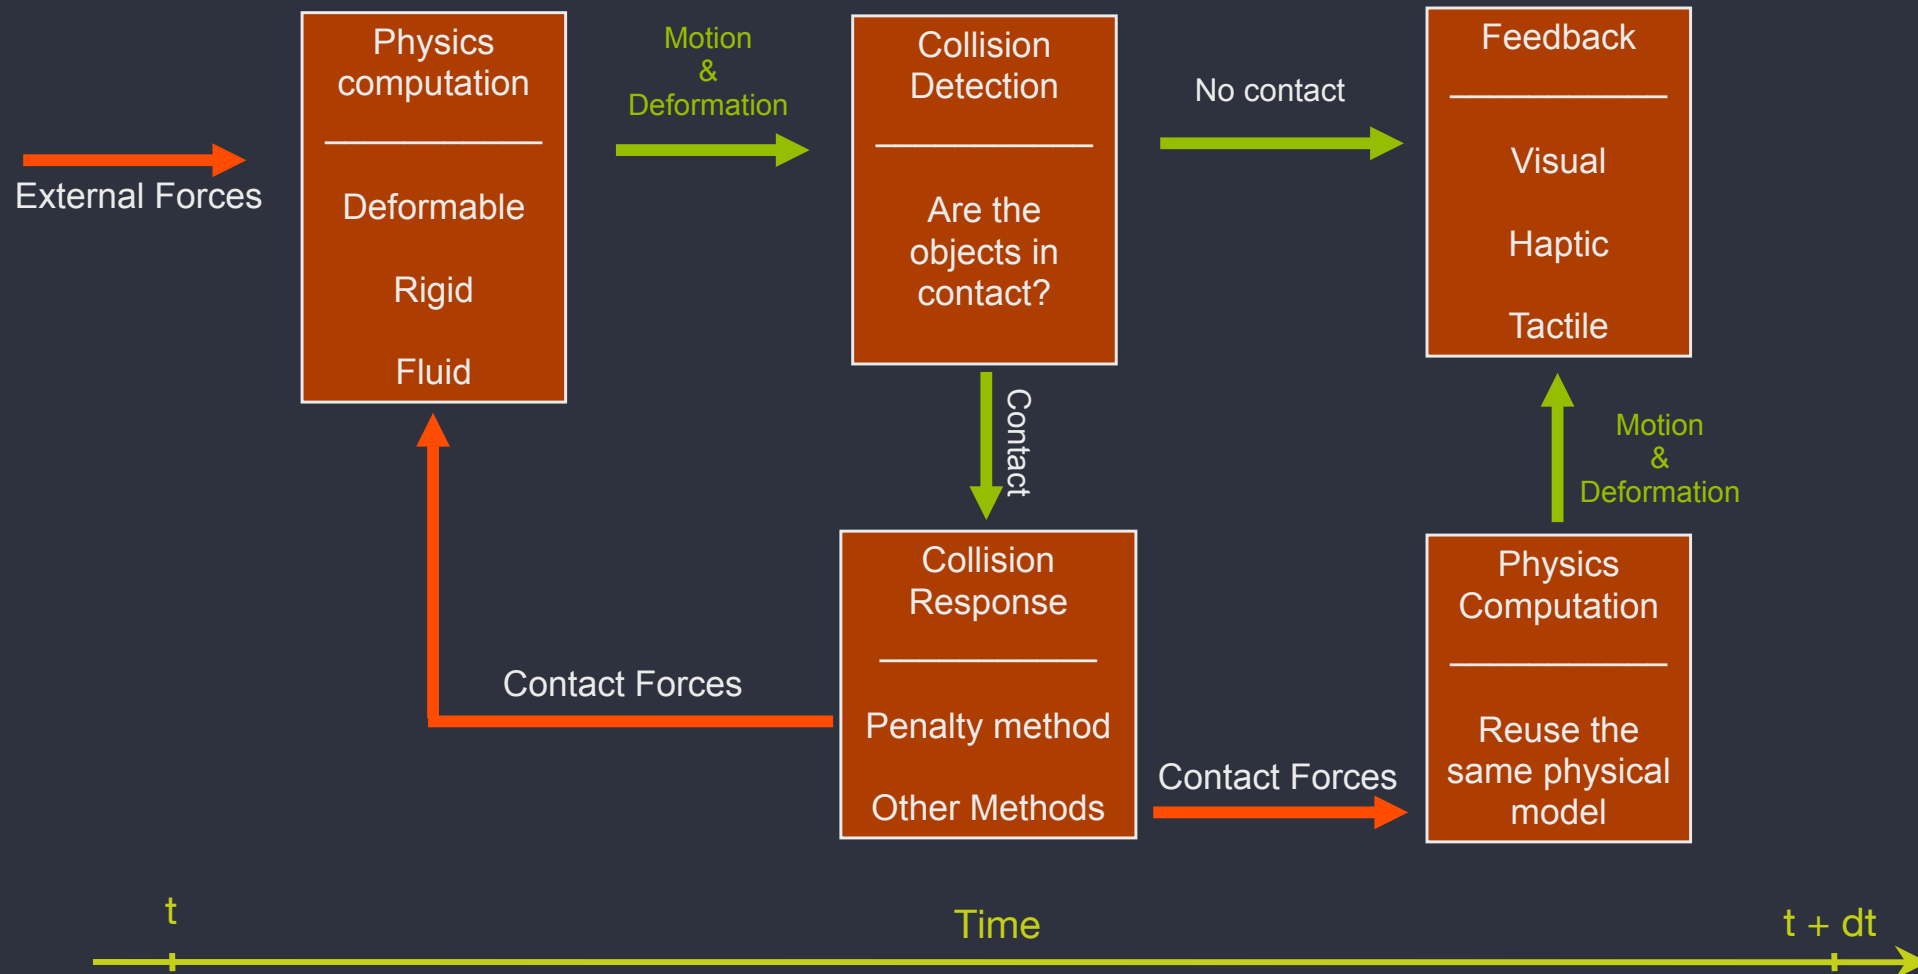 External Forces
Physics
computation
Deformable
Rigid
Fluid
Motion
&
Deformation
Collision
Detection
Are the
objects in
contact?
No contact
Feedback
Visual
Haptic
Tactile
Contact
Motion
&
Deformation
Collision
Response
Penalty method
Other Methods
Contact Forces
Contact Forces
Physics
Computation
Reuse the
same physical
model
t
Time
t + dt